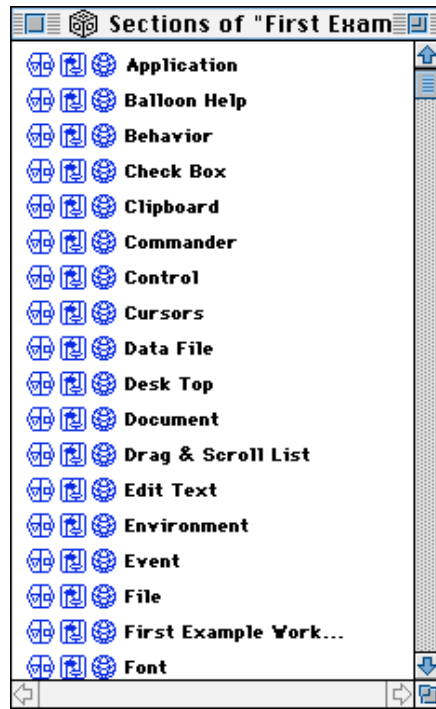 Sections of "First Exam
Application
Balloon Help
Behavior
Check Box
Clipboard
Commander
Control
Cursors
Data File
Desk Top
Document
Drag & Scroll List
Edit Text
Environment
Event
File
First Example Work...
Font